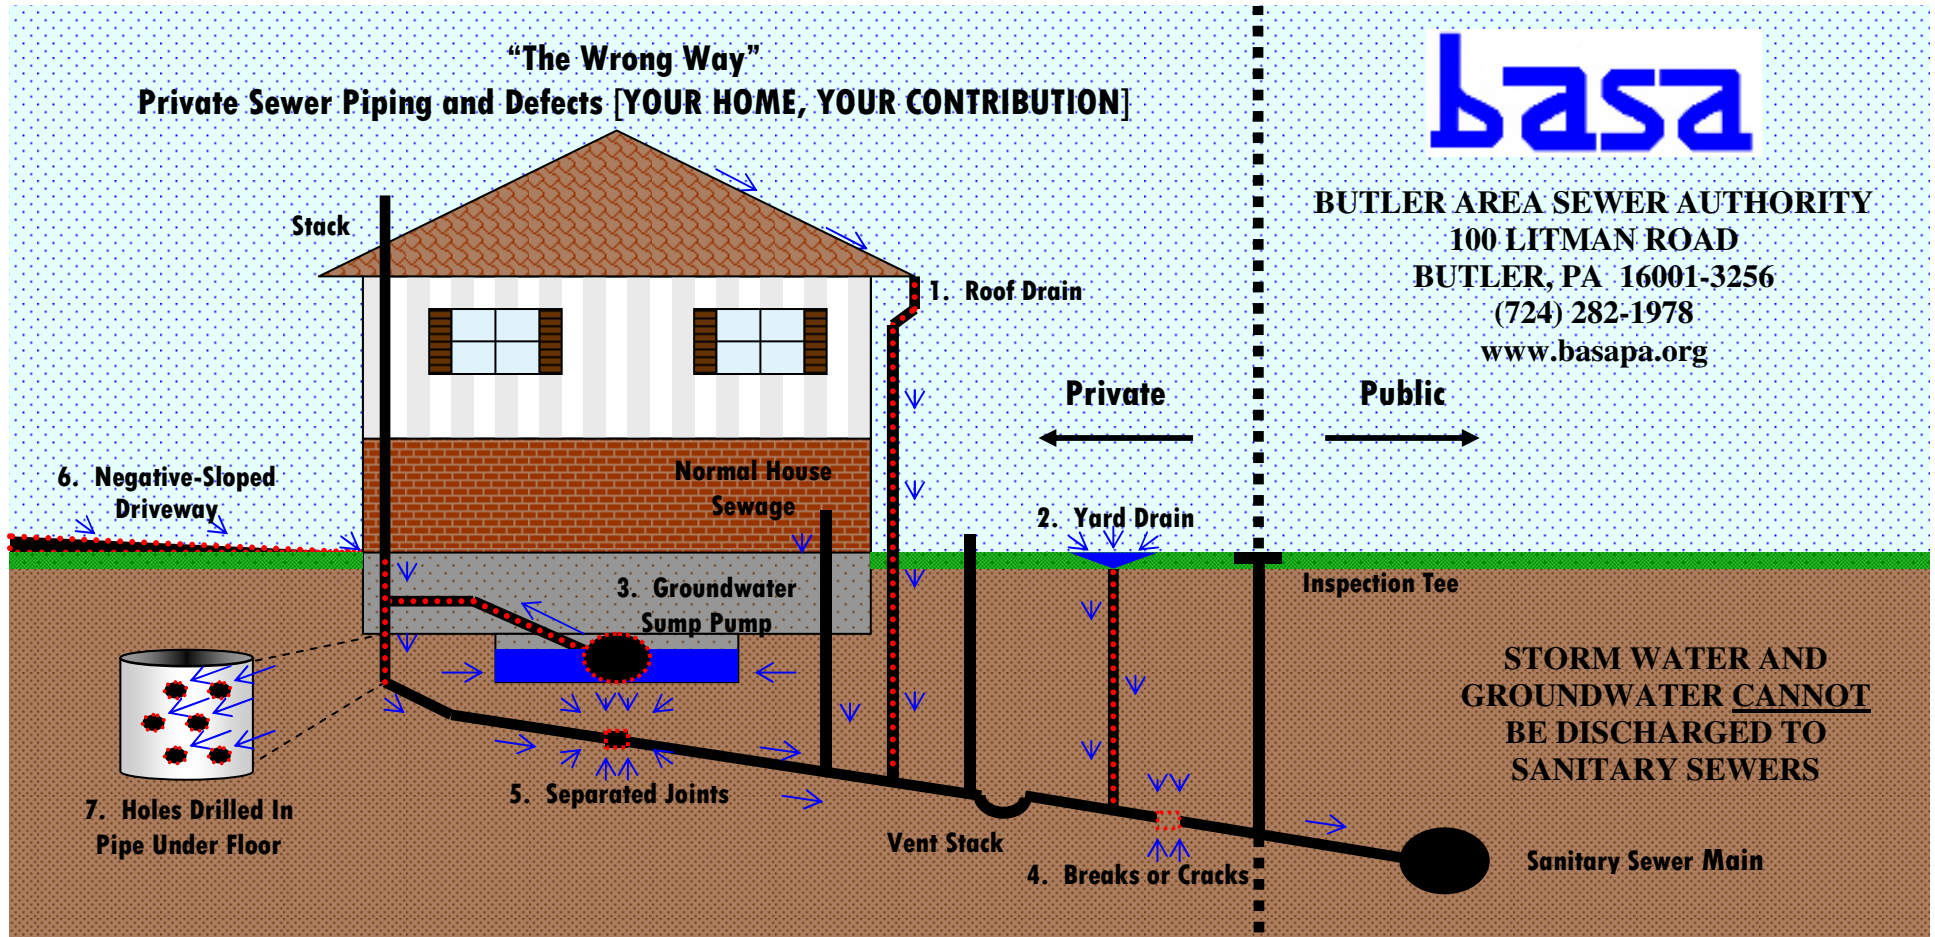 “The Wrong Way”
Private Sewer Piping and Defects [YOUR HOME, YOUR CONTRIBUTION]
basa
BUTLER AREA SEWER AUTHORITY
100 LITMAN ROAD
BUTLER, PA 16001-3256
(724) 282-1978
www.basapa.org
Stack
1. Roof Drain
Private
Public
6. Negative-Sloped
Driveway
Normal House
Sewage
2. Yard Drain
Inspection Tee
3. Groundwater
Sump Pump
STORM WATER AND
GROUNDWATER CANNOT
BE DISCHARGED TO
SANITARY SEWERS
5. Separated Joints
7. Holes Drilled In
Pipe Under Floor
Vent Stack
4. Breaks or Cracks
Sanitary Sewer Main